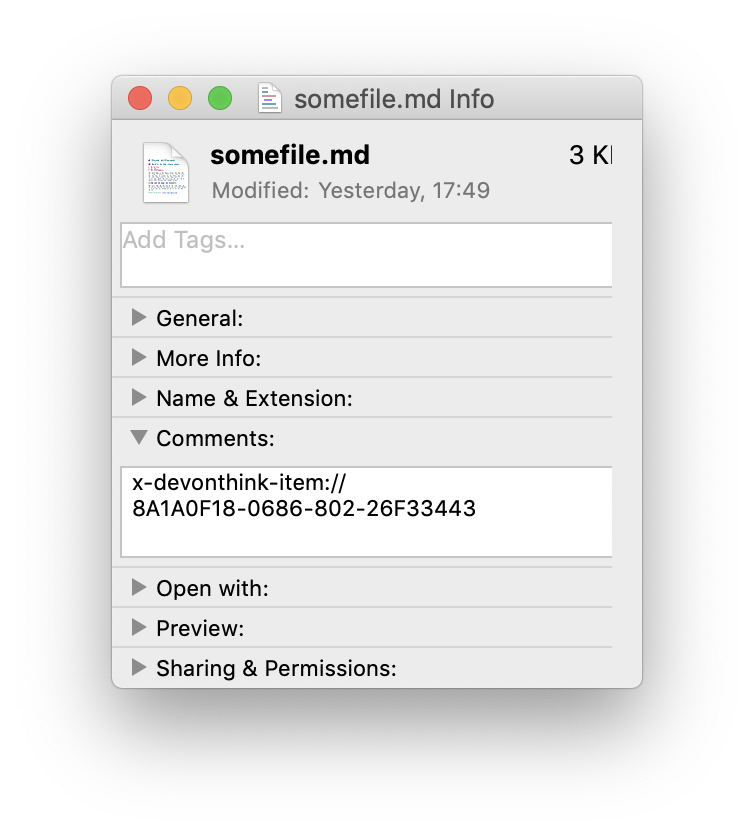 somefile.md Info
somefile.md 3 K
Modified: Yesterday, 17:49
Add Tags...
General:
More Info:
Name & Extension:
Comments:
x-devonthink-item://
8A1A0F18-0686-802-26F33443
Open with:
Preview:
Sharing & Permissions: